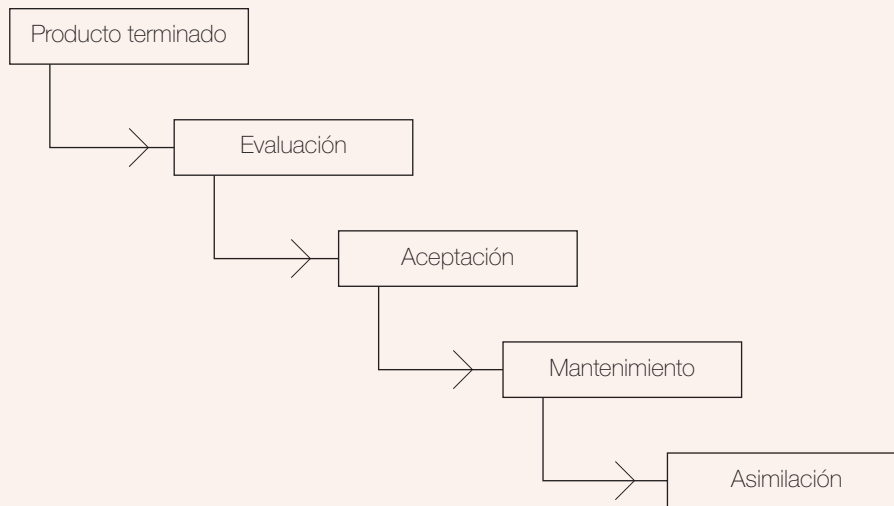 Producto terminado
Evaluación
Aceptación
Mantenimiento
Asimilación